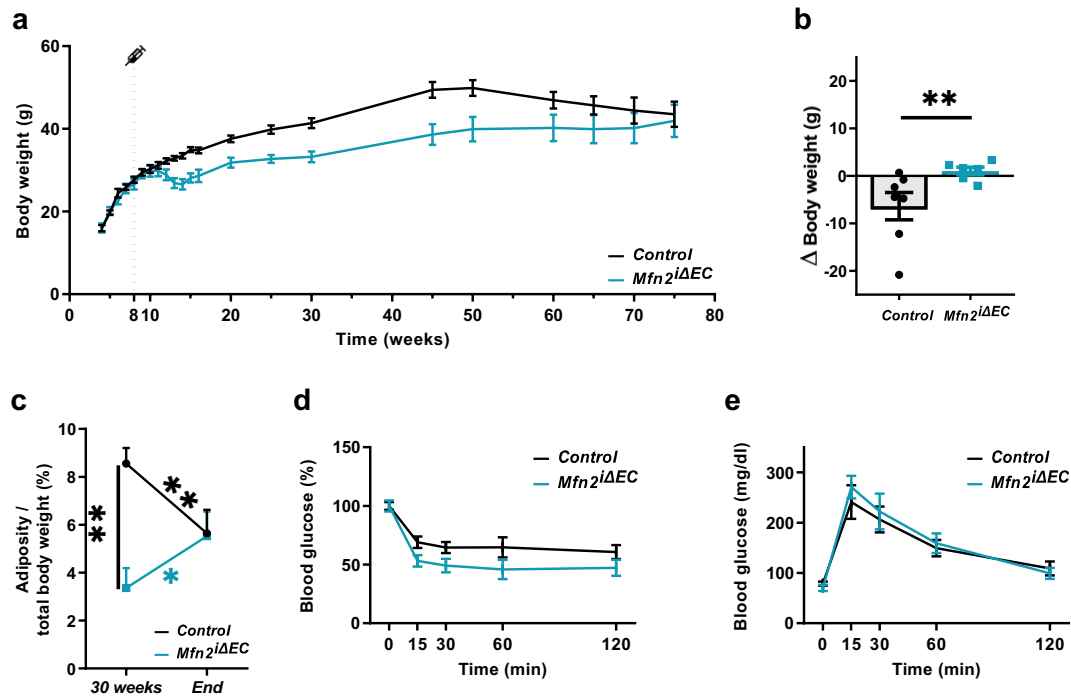 a
60
40
20
0
Body weight (g)
0
8
10
20
30
40
50
60
70
80
Time (weeks)
Control
Mfn2iΔEC
b
20
10
0
-10
-20
Δ Body weight (g)
**
Control
Mfn2iΔEC
c
10
8
6
4
2
0
Adiposity /
total body weight (%)
**
**
*
Control
Mfn2iΔEC
30 weeks
End
d
150
100
50
0
Blood glucose (%)
Control
Mfn2iΔEC
0
15
30
60
120
Time (min)
e
300
200
100
0
Blood glucose (mg/dl)
Control
Mfn2iΔEC
0
15
30
60
120
Time (min)